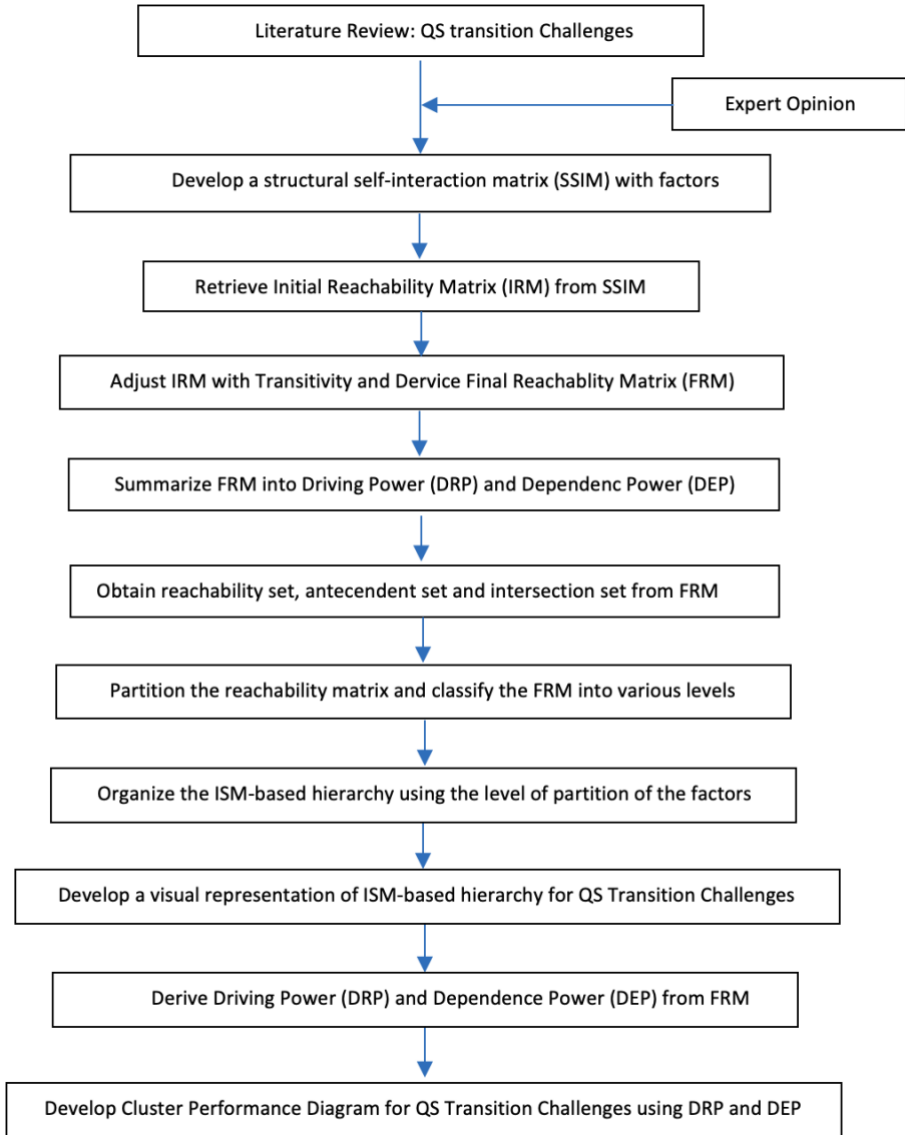 Literature Review: QS transition Challenges
Expert Opinion
Develop a structural self-interaction matrix (SSIM) with factors
Retrieve Initial Reachability Matrix (IRM) from SSIM
Adjust IRM with Transitivity and Dervice Final Reachablity Matrix (FRM)
Summarize FRM into Driving Power (DRP) and Dependenc Power (DEP)
Obtain reachability set, antecendent set and intersection set from FRM
Partition the reachability matrix and classify the FRM into various levels
Organize the ISM-based hierarchy using the level of partition of the factors
Develop a visual representation of ISM-based hierarchy for QS Transition Challenges
Derive Driving Power (DRP) and Dependence Power (DEP) from FRM
Develop Cluster Performance Diagram for QS Transition Challenges using DRP and DEP